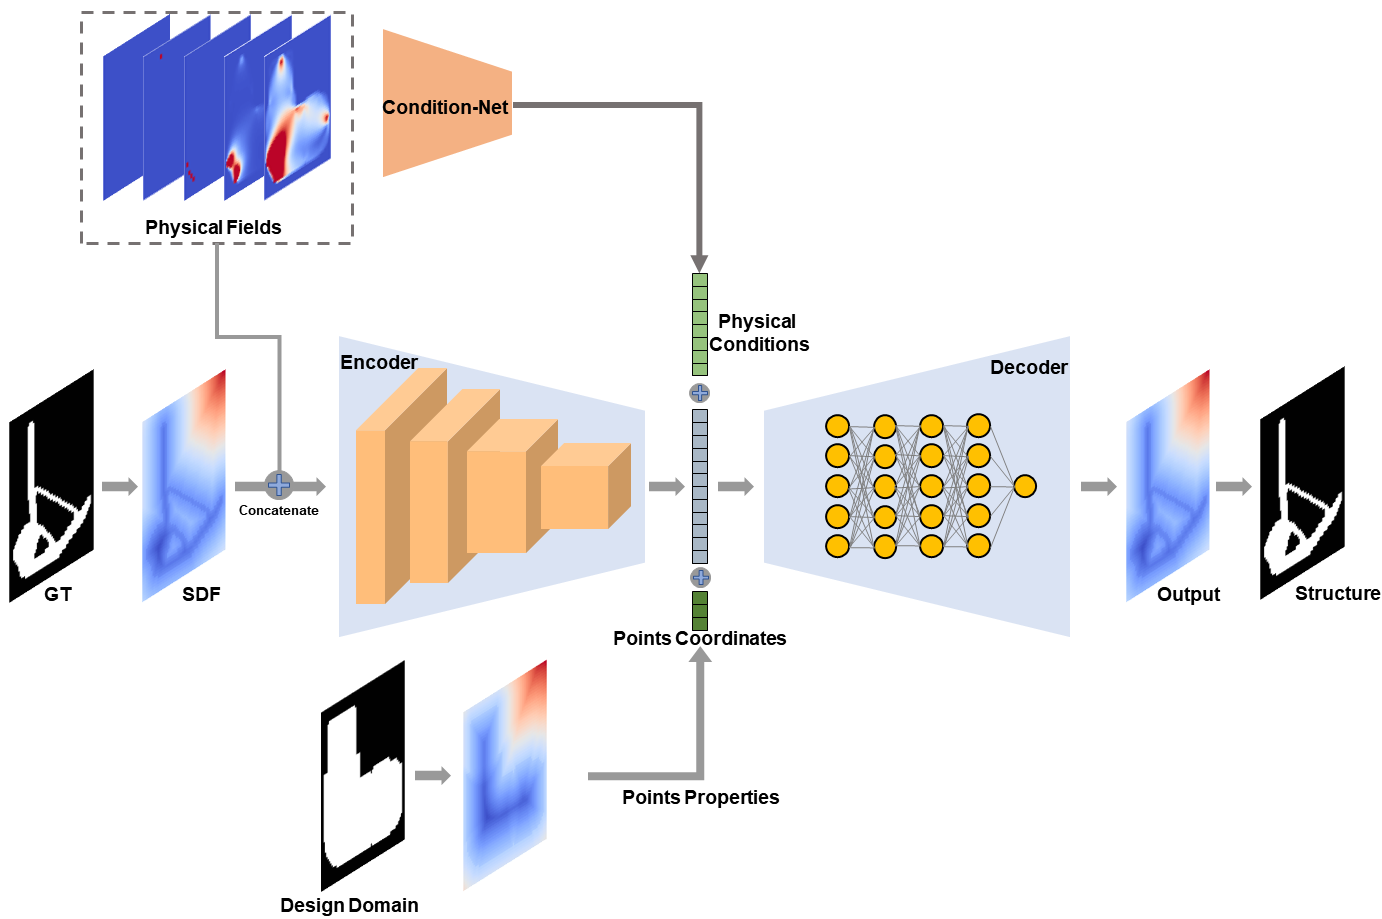 Condition-Net
Physical Fields
Physical
Conditions
Encoder
Decoder
Concatenate
GT
SDF
Output
Structure
Points Coordinates
Points Properties
Design Domain